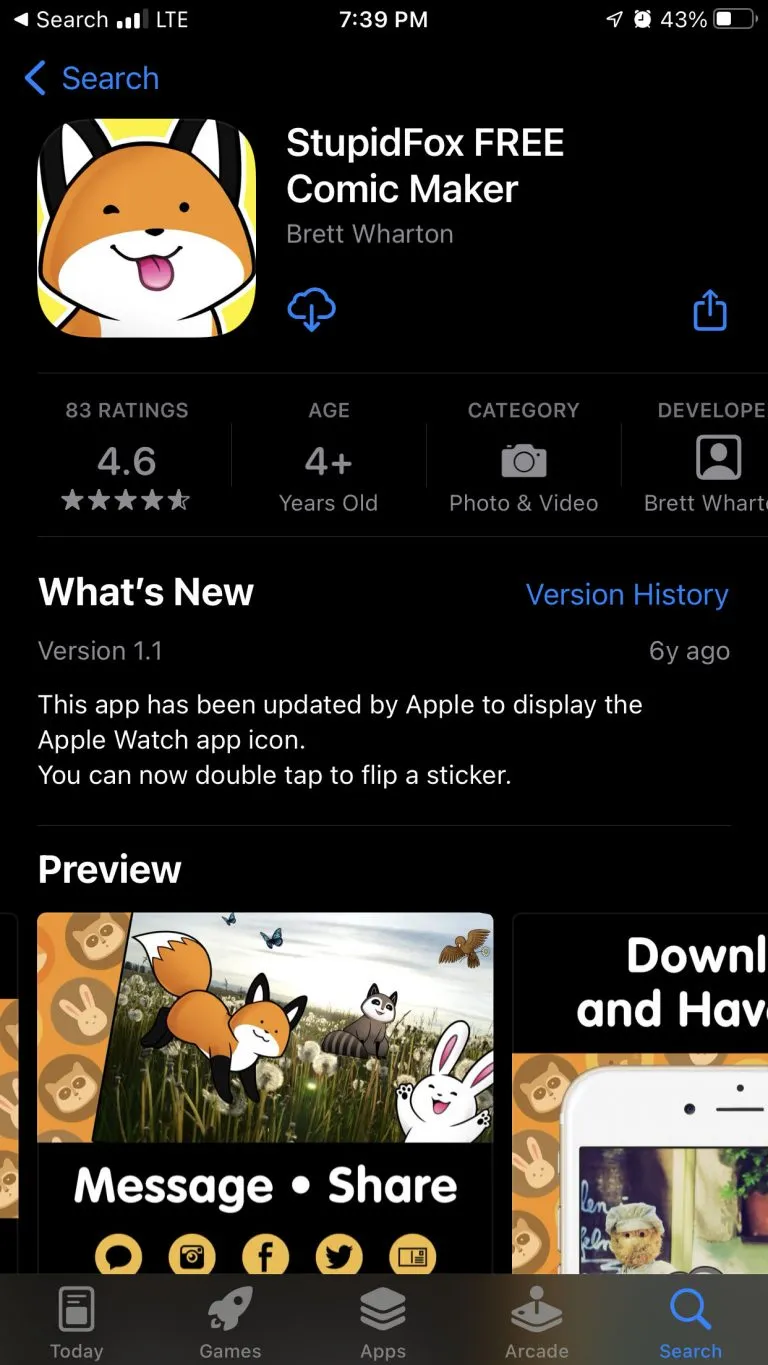 Search LTE 7:39 PM 43%
Search
StupidFox FREE
Comic Maker
Brett Wharton
83 RATINGS AGE CATEGORY DEVELOPE
4.6 4+
Years Old Photo & Video Brett Whart
What's New Version History
Version 1.1 6y ago
This app has been updated by Apple to display the
Apple Watch app icon.
You can now double tap to flip a sticker.
Preview
Downl
and Hav
Message • Share
Today Games Apps Arcade Search